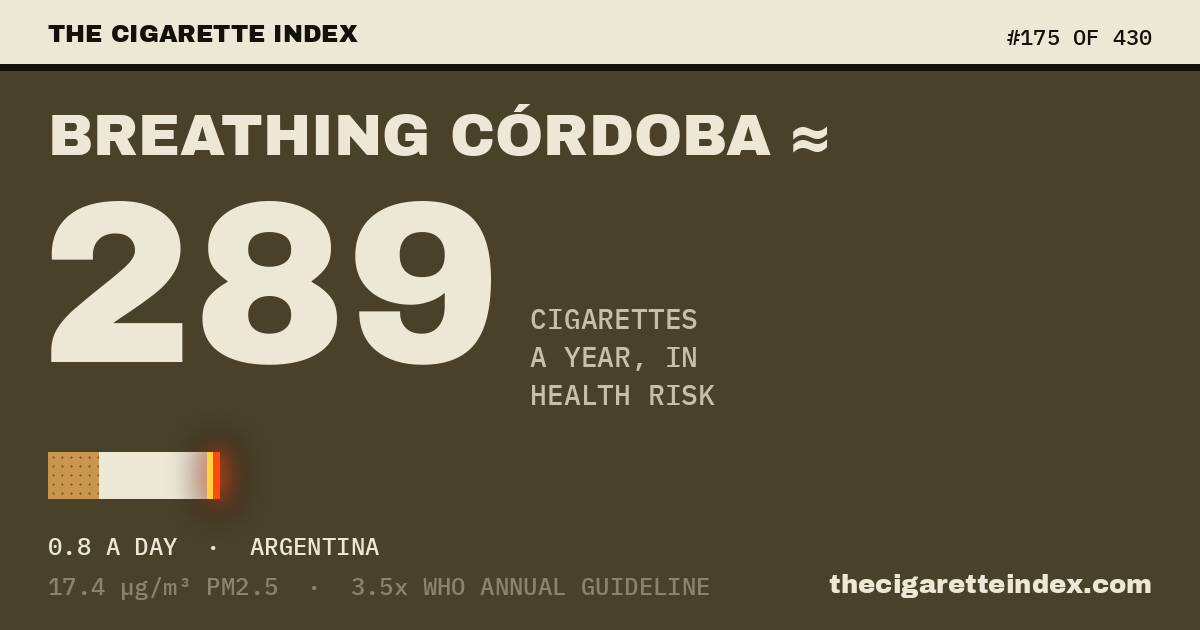 THE CIGARETTE INDEX
#175 OF 430
BREATHING CÓRDOBA ≈
289
CIGARETTES
A YEAR, IN
HEALTH RISK
0.8 A DAY · ARGENTINA
17.4 µg/m³ PM2.5 · 3.5x WHO ANNUAL GUIDELINE
thecigaretteindex.com